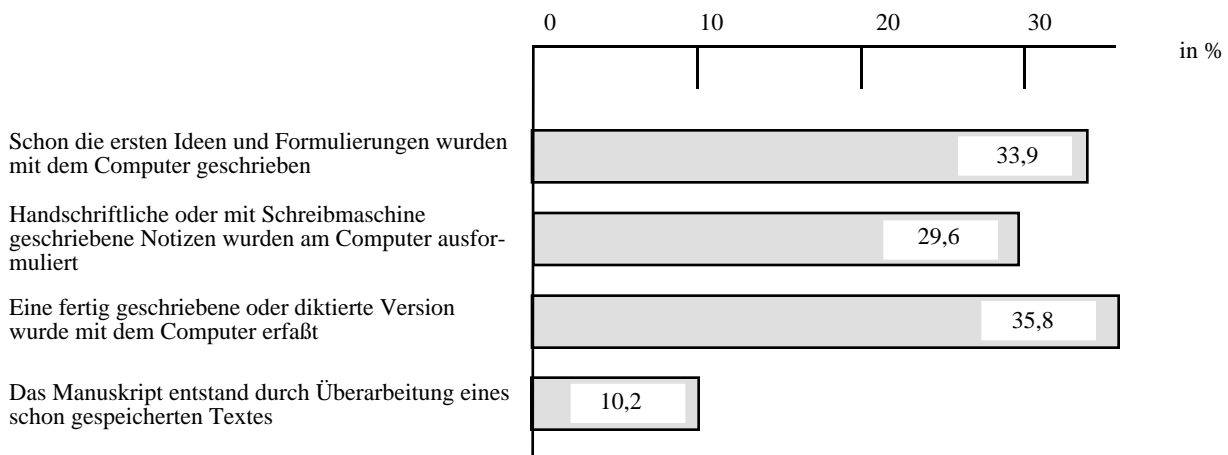 0 10 20 30
in %
Schon die ersten Ideen und Formulierungen wurden
mit dem Computer geschrieben
33,9
Handschriftliche oder mit Schreibmaschine
geschriebene Notizen wurden am Computer ausfor-
muliert
29,6
Eine fertig geschriebene oder diktierte Version
wurde mit dem Computer erfaßt
35,8
Das Manuskript entstand durch Überarbeitung eines
schon gespeicherten Textes
10,2